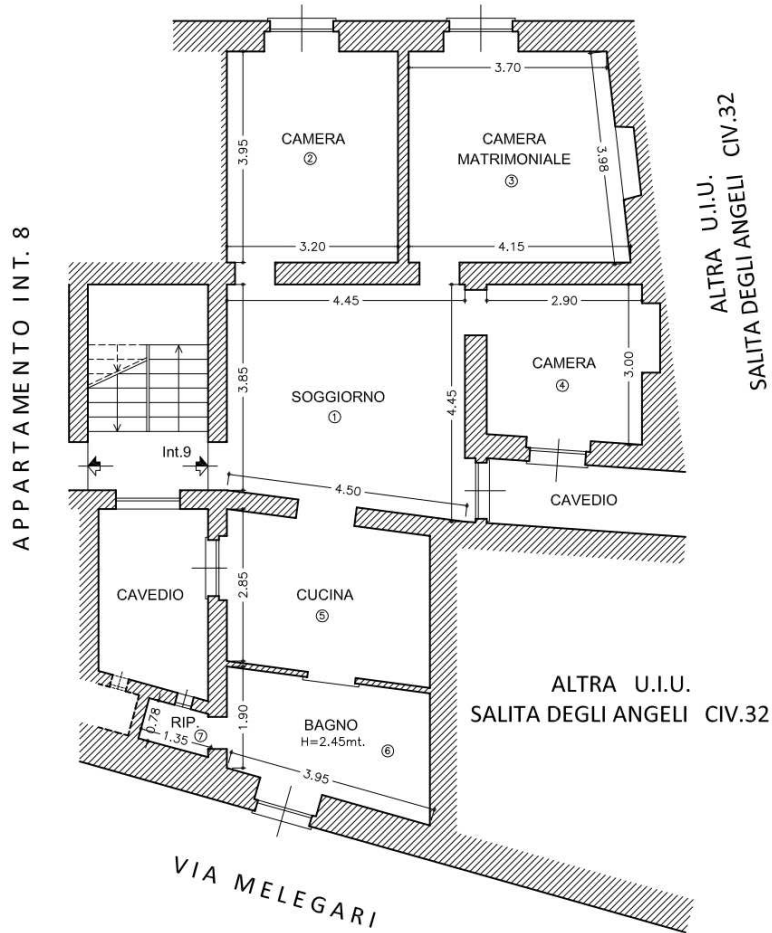 3.70
CAMERA
②
CAMERA
MATRIMONIALE
③
3.95
3.98
3.20
4.15
ALTRA U.I.U.
SALITA DEGLI ANGELI CIV.32
APPARTAMENTO INT. 8
4.45
2.90
3.85
SOGGIORNO
①
4.45
CAMERA
④
3.00
Int.9
4.50
CAVEDIO
CAVEDIO
2.85
CUCINA
⑤
ALTRA U.I.U.
SALITA DEGLI ANGELI CIV.32
0.78
RIP.
⑦
1.35
1.90
BAGNO
H=2.45mt.
⑥
3.95
VIA MELEGARI